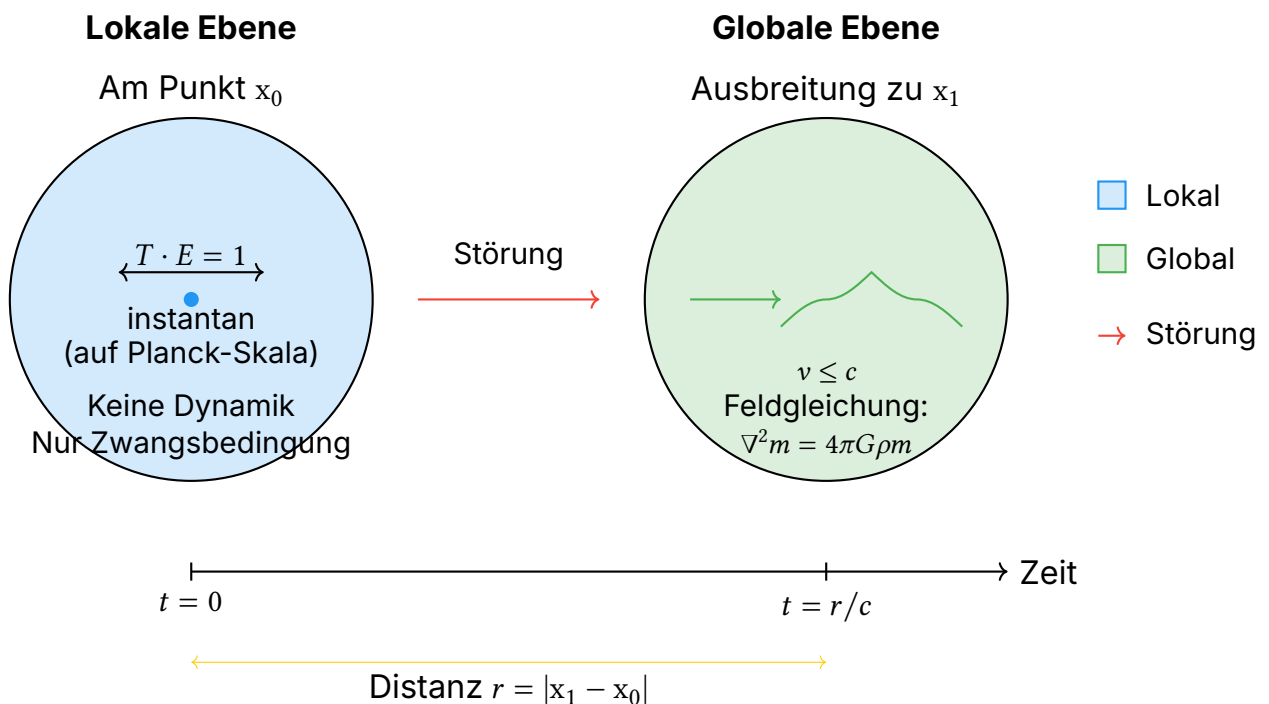 Lokale Ebene
Am Punkt x₀
T · E = 1
instantan
(auf Planck-Skala)
Keine Dynamik
Nur Zwangsbedingung
Störung
Globale Ebene
Ausbreitung zu x₁
v ≤ c
Feldgleichung:
∇²m = 4πGρm
Lokal
Global
Störung
Zeit
t = 0
t = r/c
Distanz r = |x₁ − x₀|